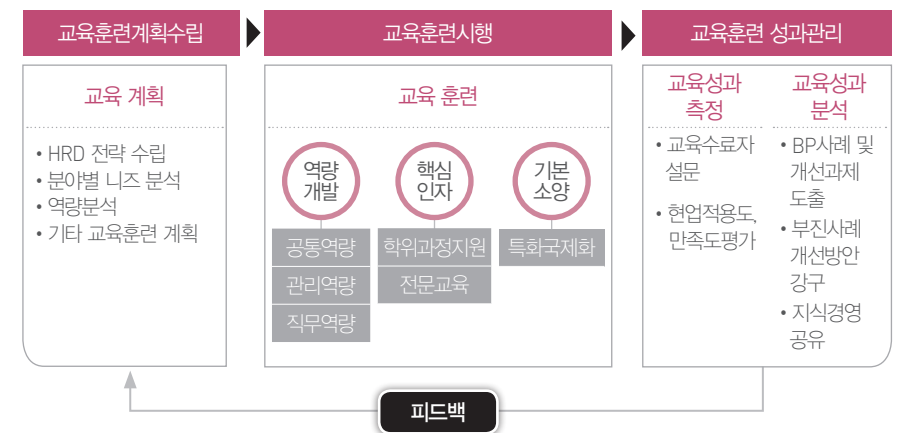 교육훈련계획수립
교육훈련시행
교육훈련 성과관리
교육 계획
• HRD 전략 수립
• 분야별 니즈 분석
• 역량분석
• 기타 교육훈련 계획
교육 훈련
역량
개발
공통역량
관리역량
직무역량
핵심
인자
학위과정지원
전문교육
기본
소양
특화국제화
교육성과
측정
• 교육수료자
설문
• 현업적용도,
만족도평가
교육성과
분석
• BP사례 및
개선과제
도출
• 부진사례
개선방안
강구
• 지식경영
공유
피드백